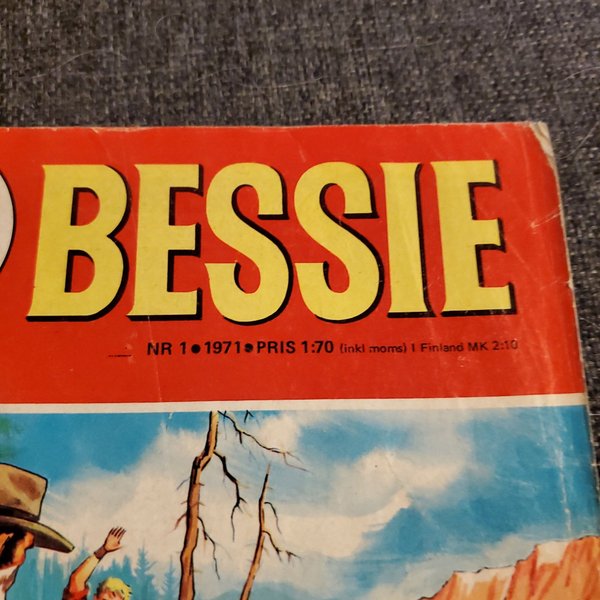 BESSIE
NR 1 ● 1971 ● PRIS 1:70 (inkl moms) I Finland MK 2:10